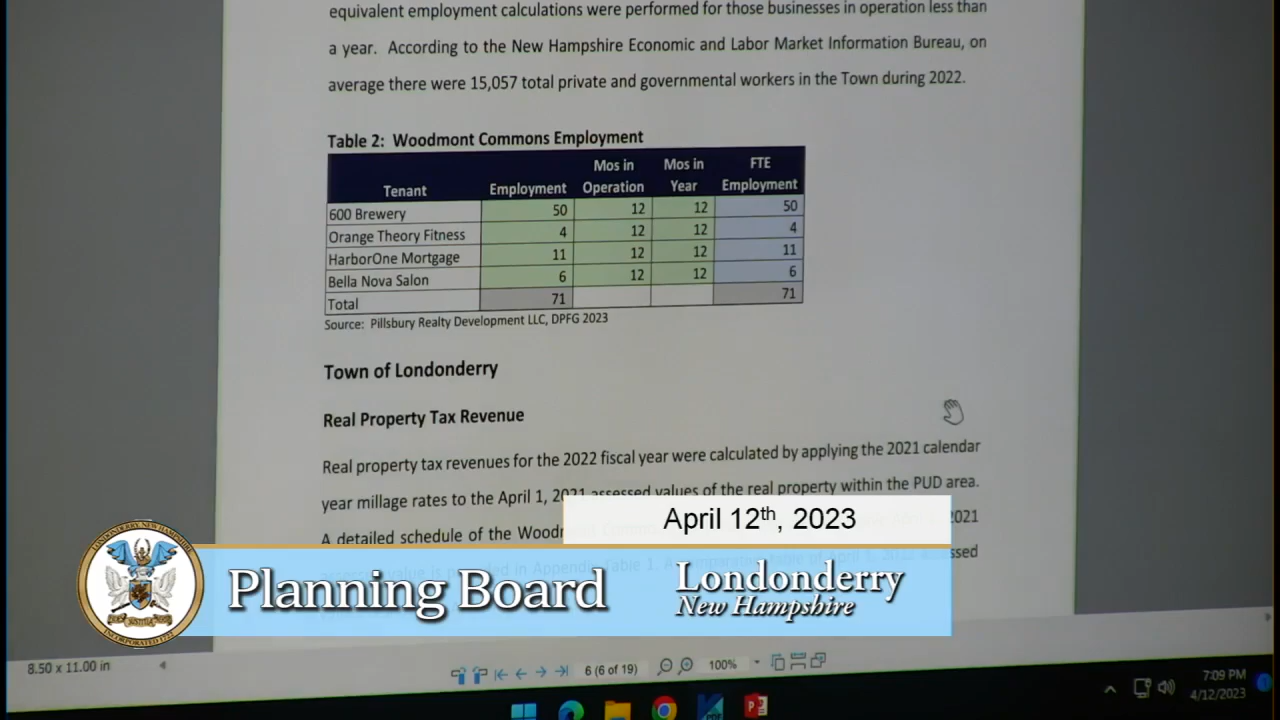 equivalent employment calculations were performed for those businesses in operation less than
a year. According to the New Hampshire Economic and Labor Market Information Bureau, on
average there were 15,057 total private and governmental workers in the Town during 2022.
Table 2: Woodmont Commons Employment
Tenant Employment Mos in Operation Mos in Year FTE Employment
600 Brewery 50 12 12 50
Orange Theory Fitness 4 12 12 4
HarborOne Mortgage 11 12 12 11
Bella Nova Salon 6 12 12 6
Total 71 71
Source: Pillsbury Realty Development LLC, DPFG 2023
Town of Londonderry
Real Property Tax Revenue
Real property tax revenues for the 2022 fiscal year were calculated by applying the 2021 calendar
year millage rates to the April 1, 2021 assessed values of the real property within the PUD area.
A detailed schedule of the 2021
April 12th, 2023
Planning Board
Londonderry
New Hampshire
8.50 x 11.00 in
6 (6 of 19)
100%
7:09 PM
4/12/2023